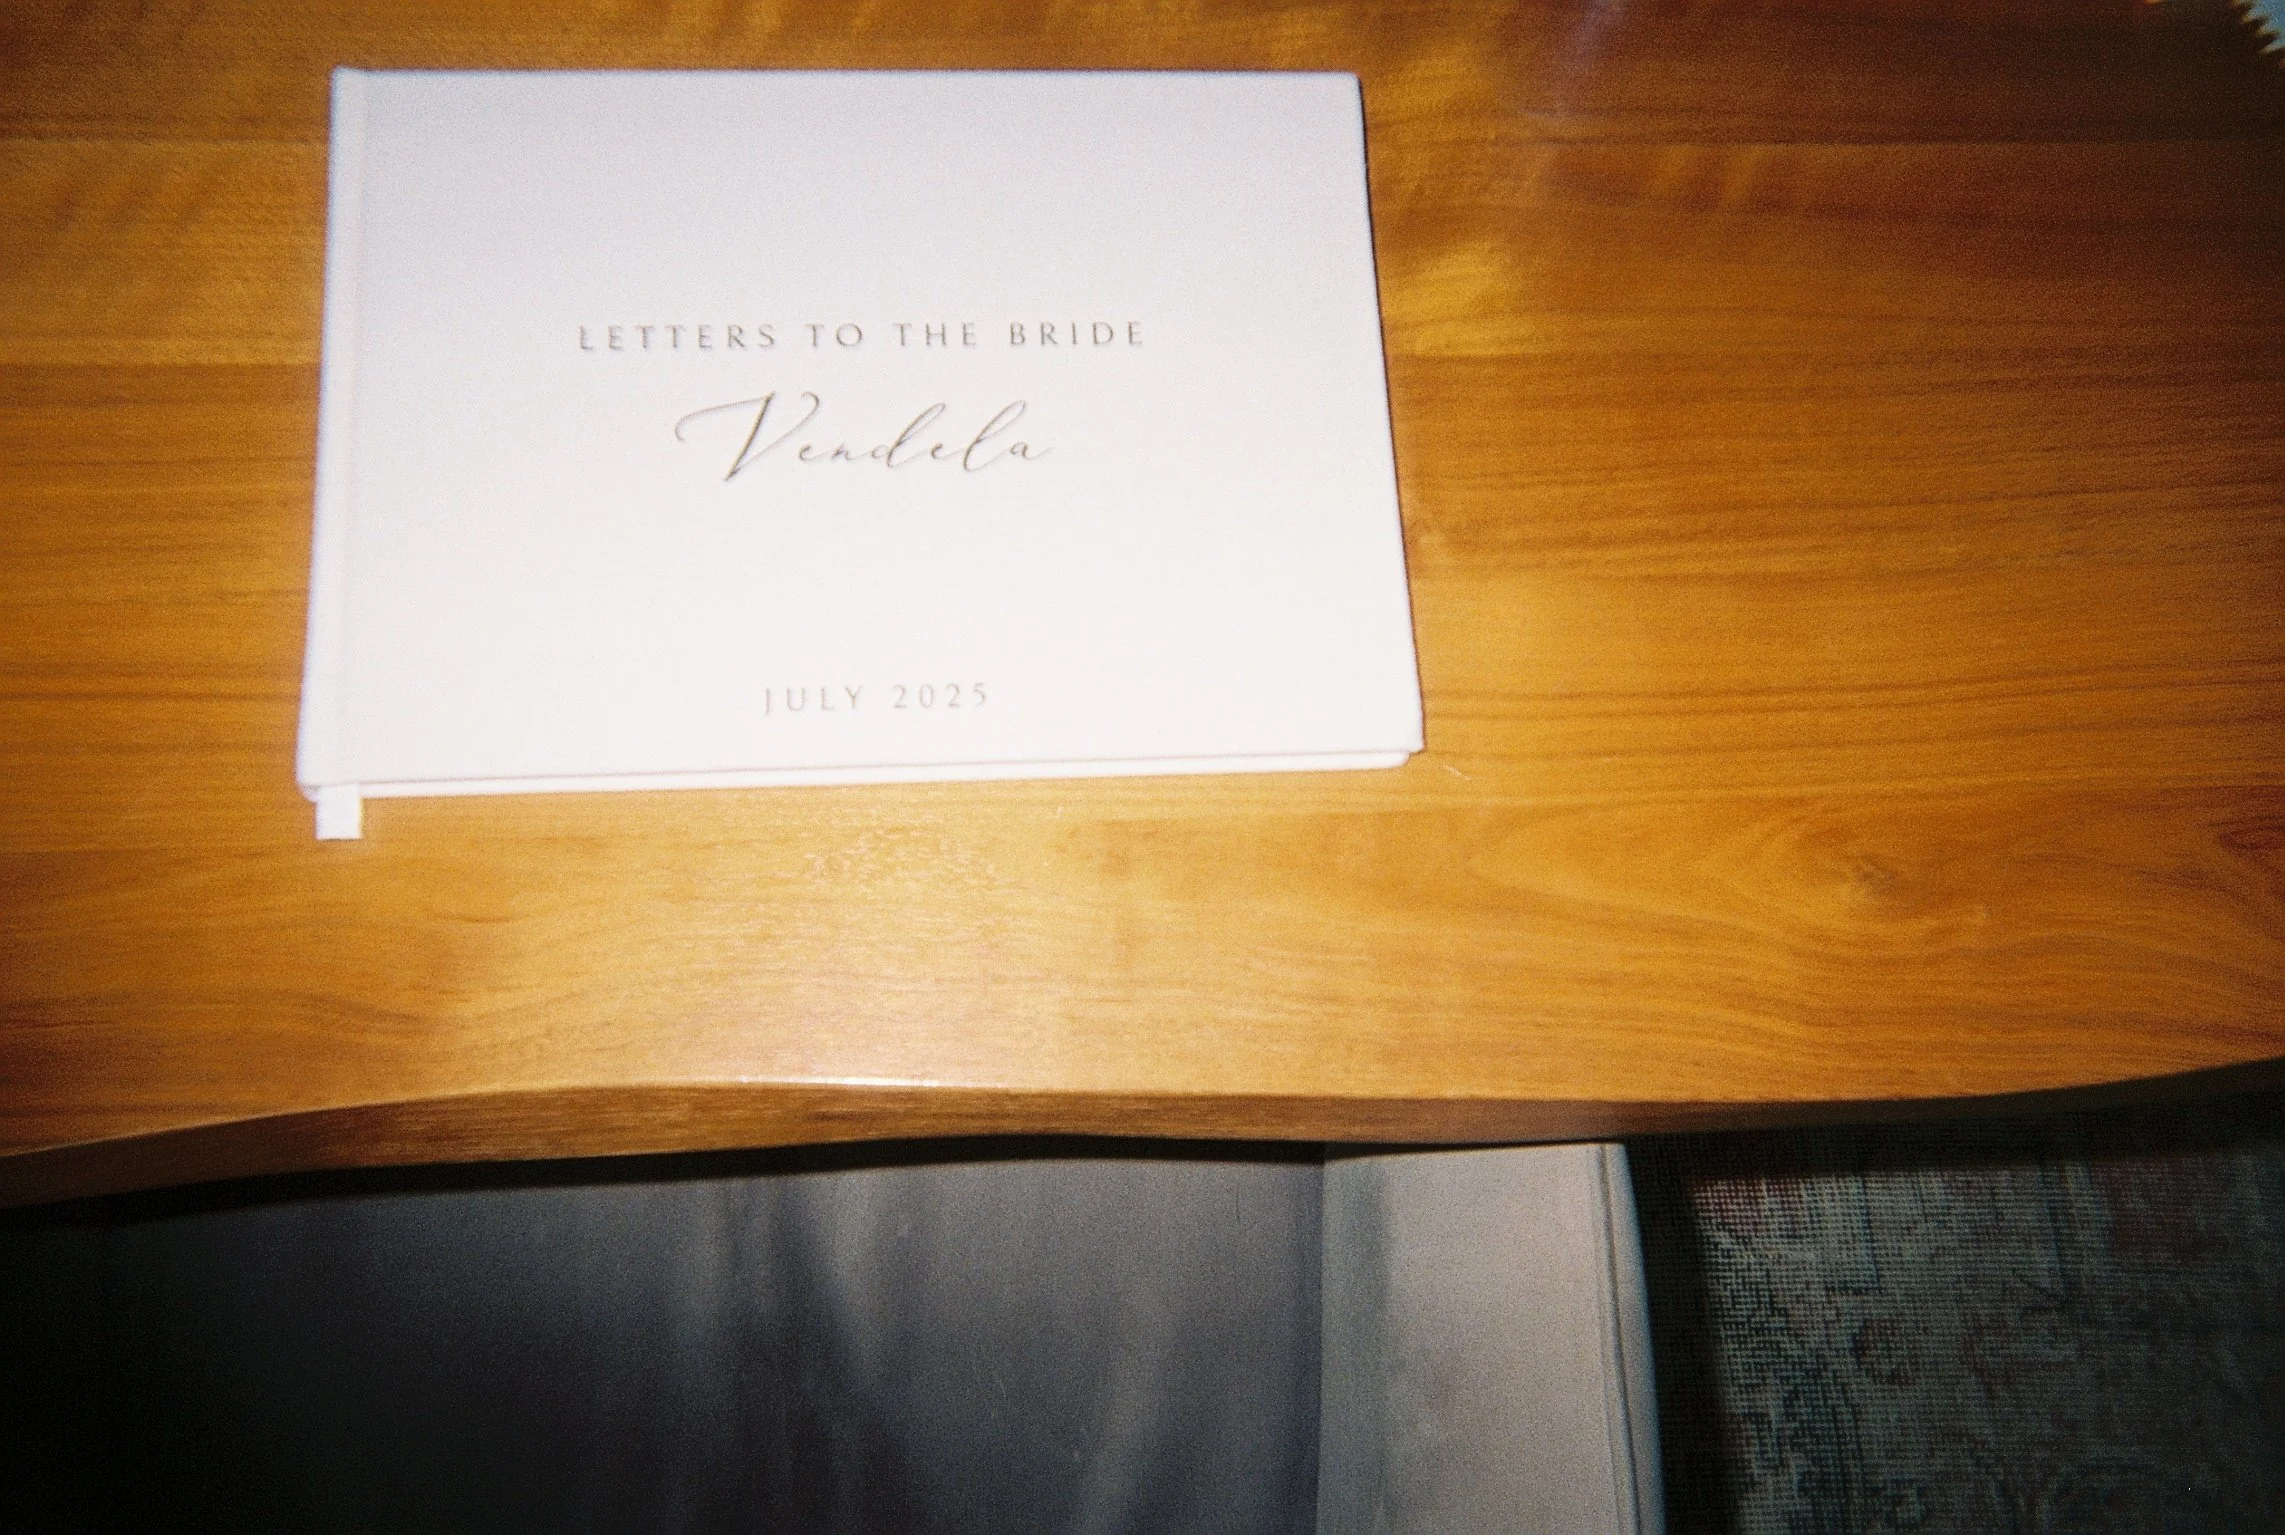 LETTERS TO THE BRIDE
Vendela
JULY 2025